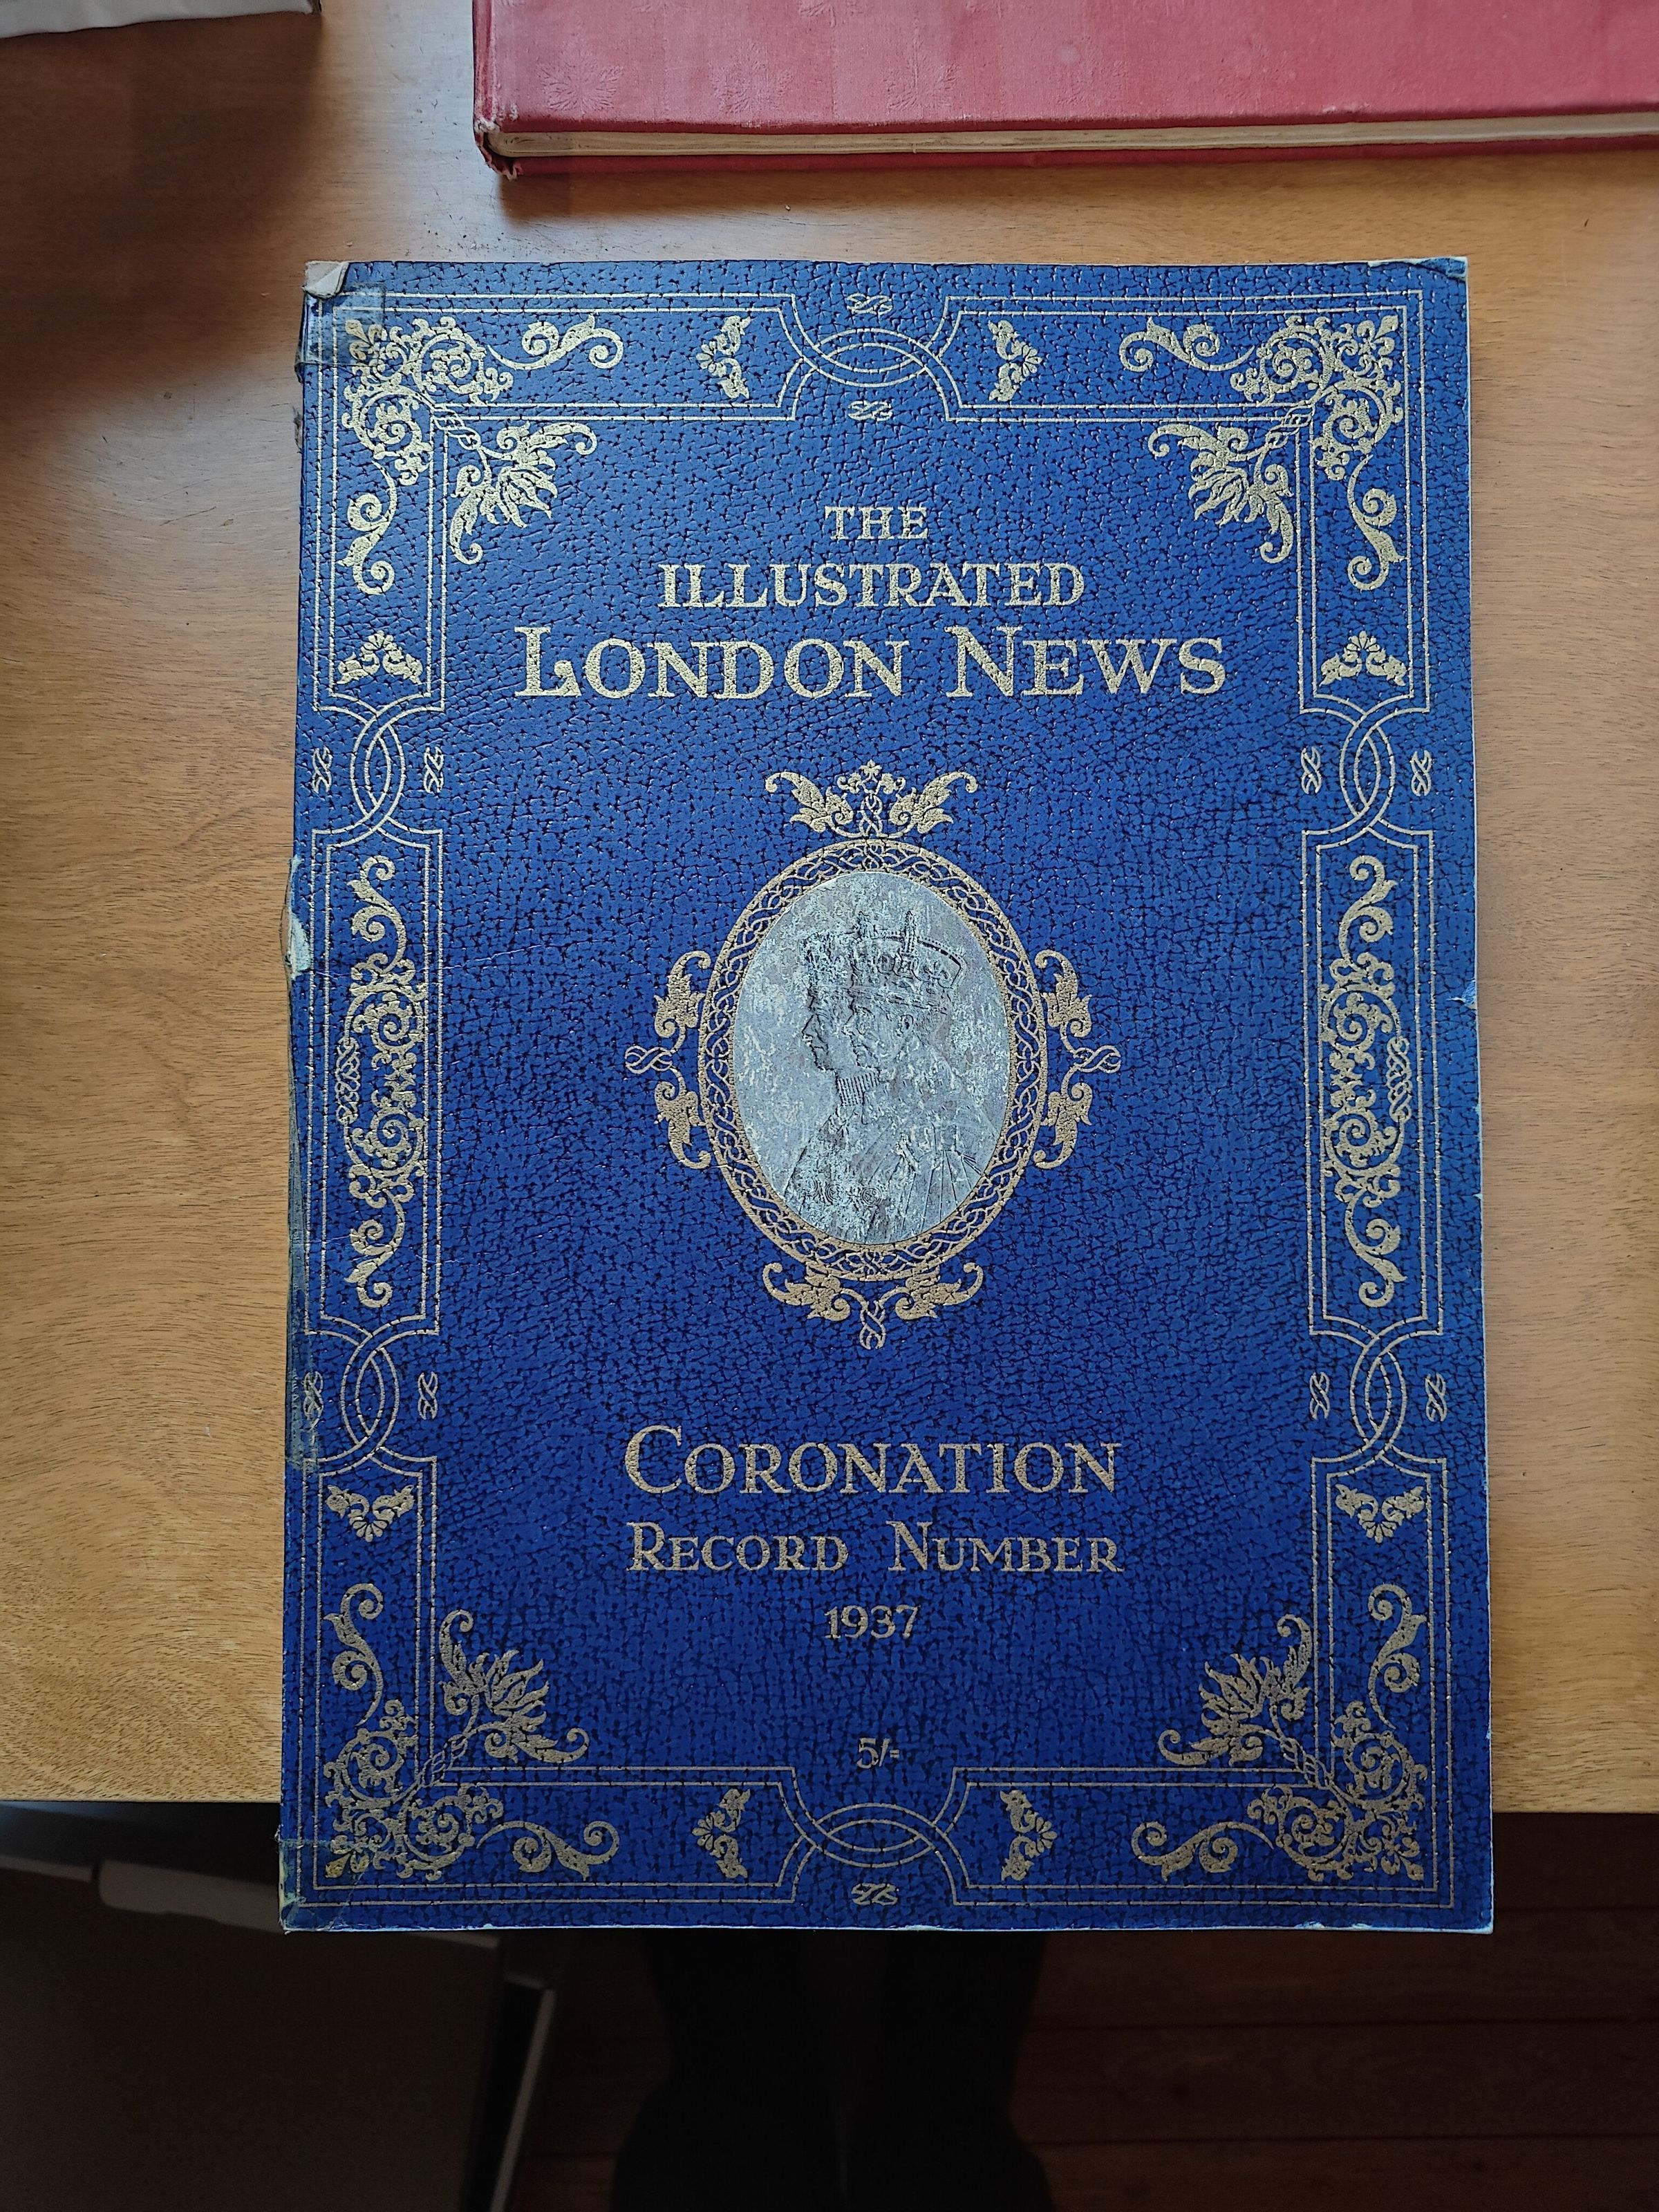 THE
ILLUSTRATED
LONDON NEWS
CORONATION
RECORD NUMBER
1937
5/=